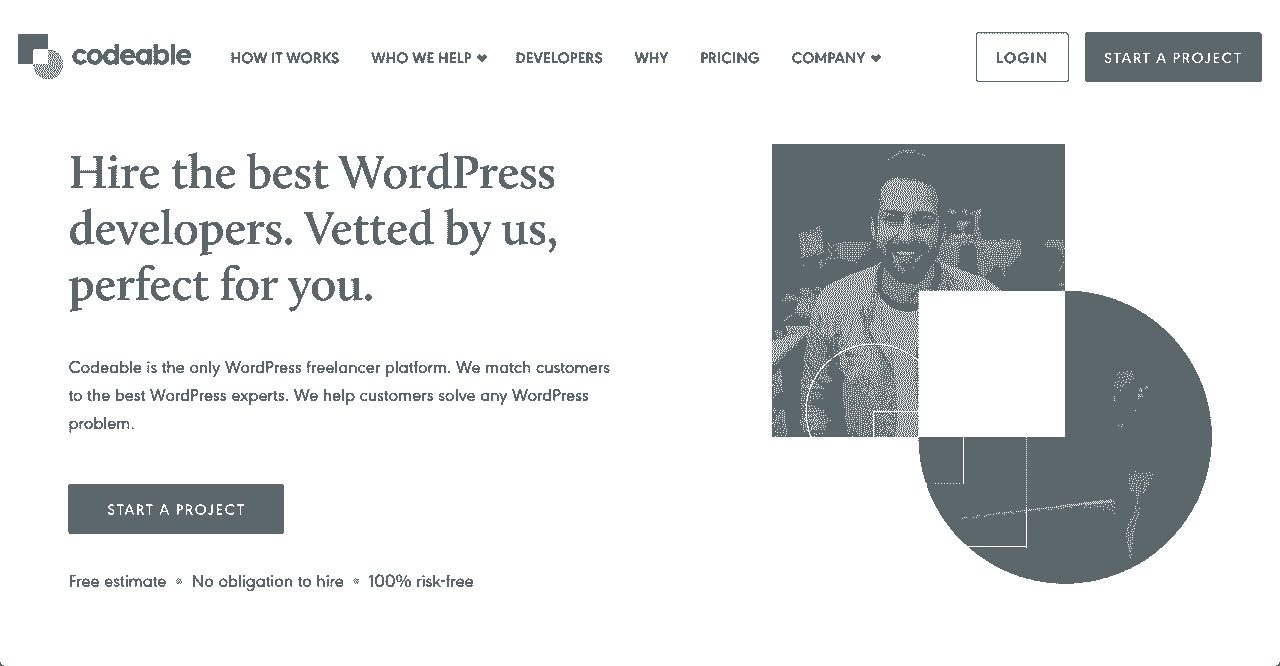 codeable
HOW IT WORKS
WHO WE HELP
DEVELOPERS
WHY
PRICING
COMPANY
LOGIN
START A PROJECT
Hire the best WordPress
developers. Vetted by us,
perfect for you.
Codeable is the only WordPress freelancer platform. We match customers
to the best WordPress experts. We help customers solve any WordPress
problem.
START A PROJECT
Free estimate • No obligation to hire • 100% risk-free